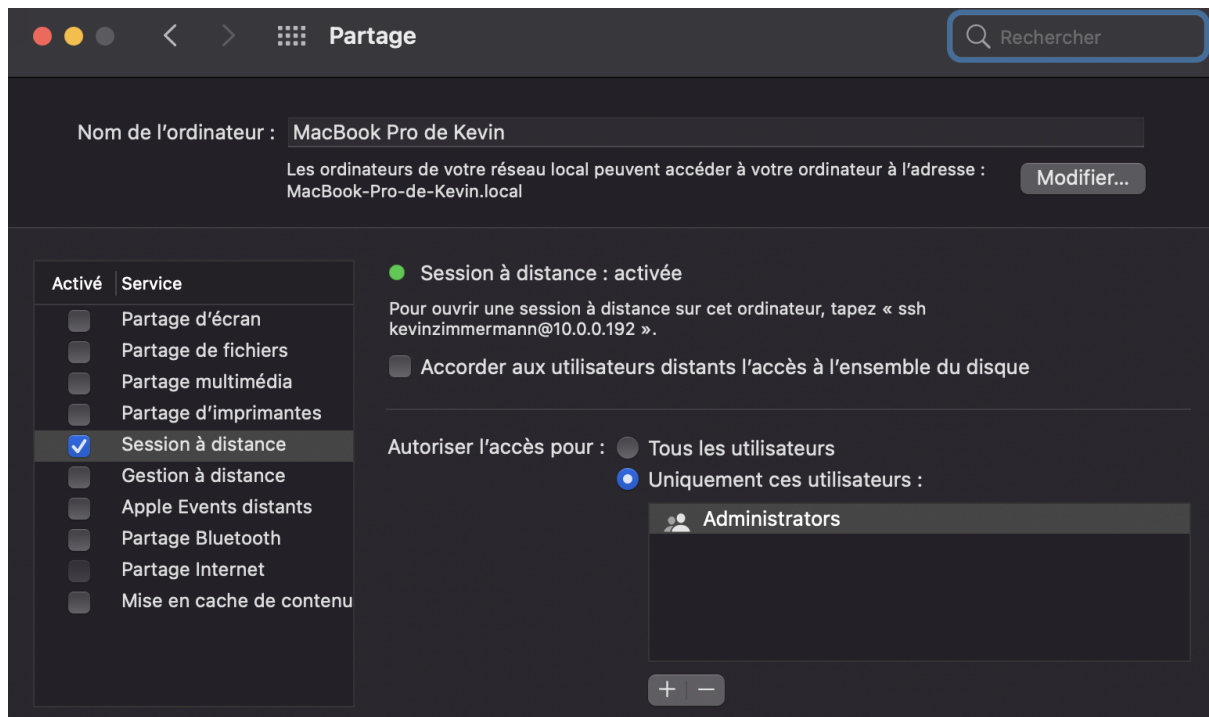 Partage
Rechercher
Nom de l'ordinateur : MacBook Pro de Kevin
Les ordinateurs de votre réseau local peuvent accéder à votre ordinateur à l'adresse :
MacBook-Pro-de-Kevin.local
Modifier...
Activé Service
Partage d'écran
Partage de fichiers
Partage multimédia
Partage d'imprimantes
Session à distance
Gestion à distance
Apple Events distants
Partage Bluetooth
Partage Internet
Mise en cache de contenu
Session à distance : activée
Pour ouvrir une session à distance sur cet ordinateur, tapez « ssh
kevinzimmermann@10.0.0.192 ».
Accorder aux utilisateurs distants l'accès à l'ensemble du disque
Autoriser l'accès pour : Tous les utilisateurs
Uniquement ces utilisateurs :
Administrators